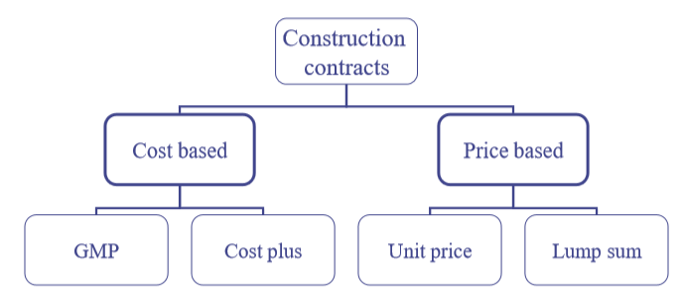 Construction
contracts
Cost based
Price based
GMP
Cost plus
Unit price
Lump sum